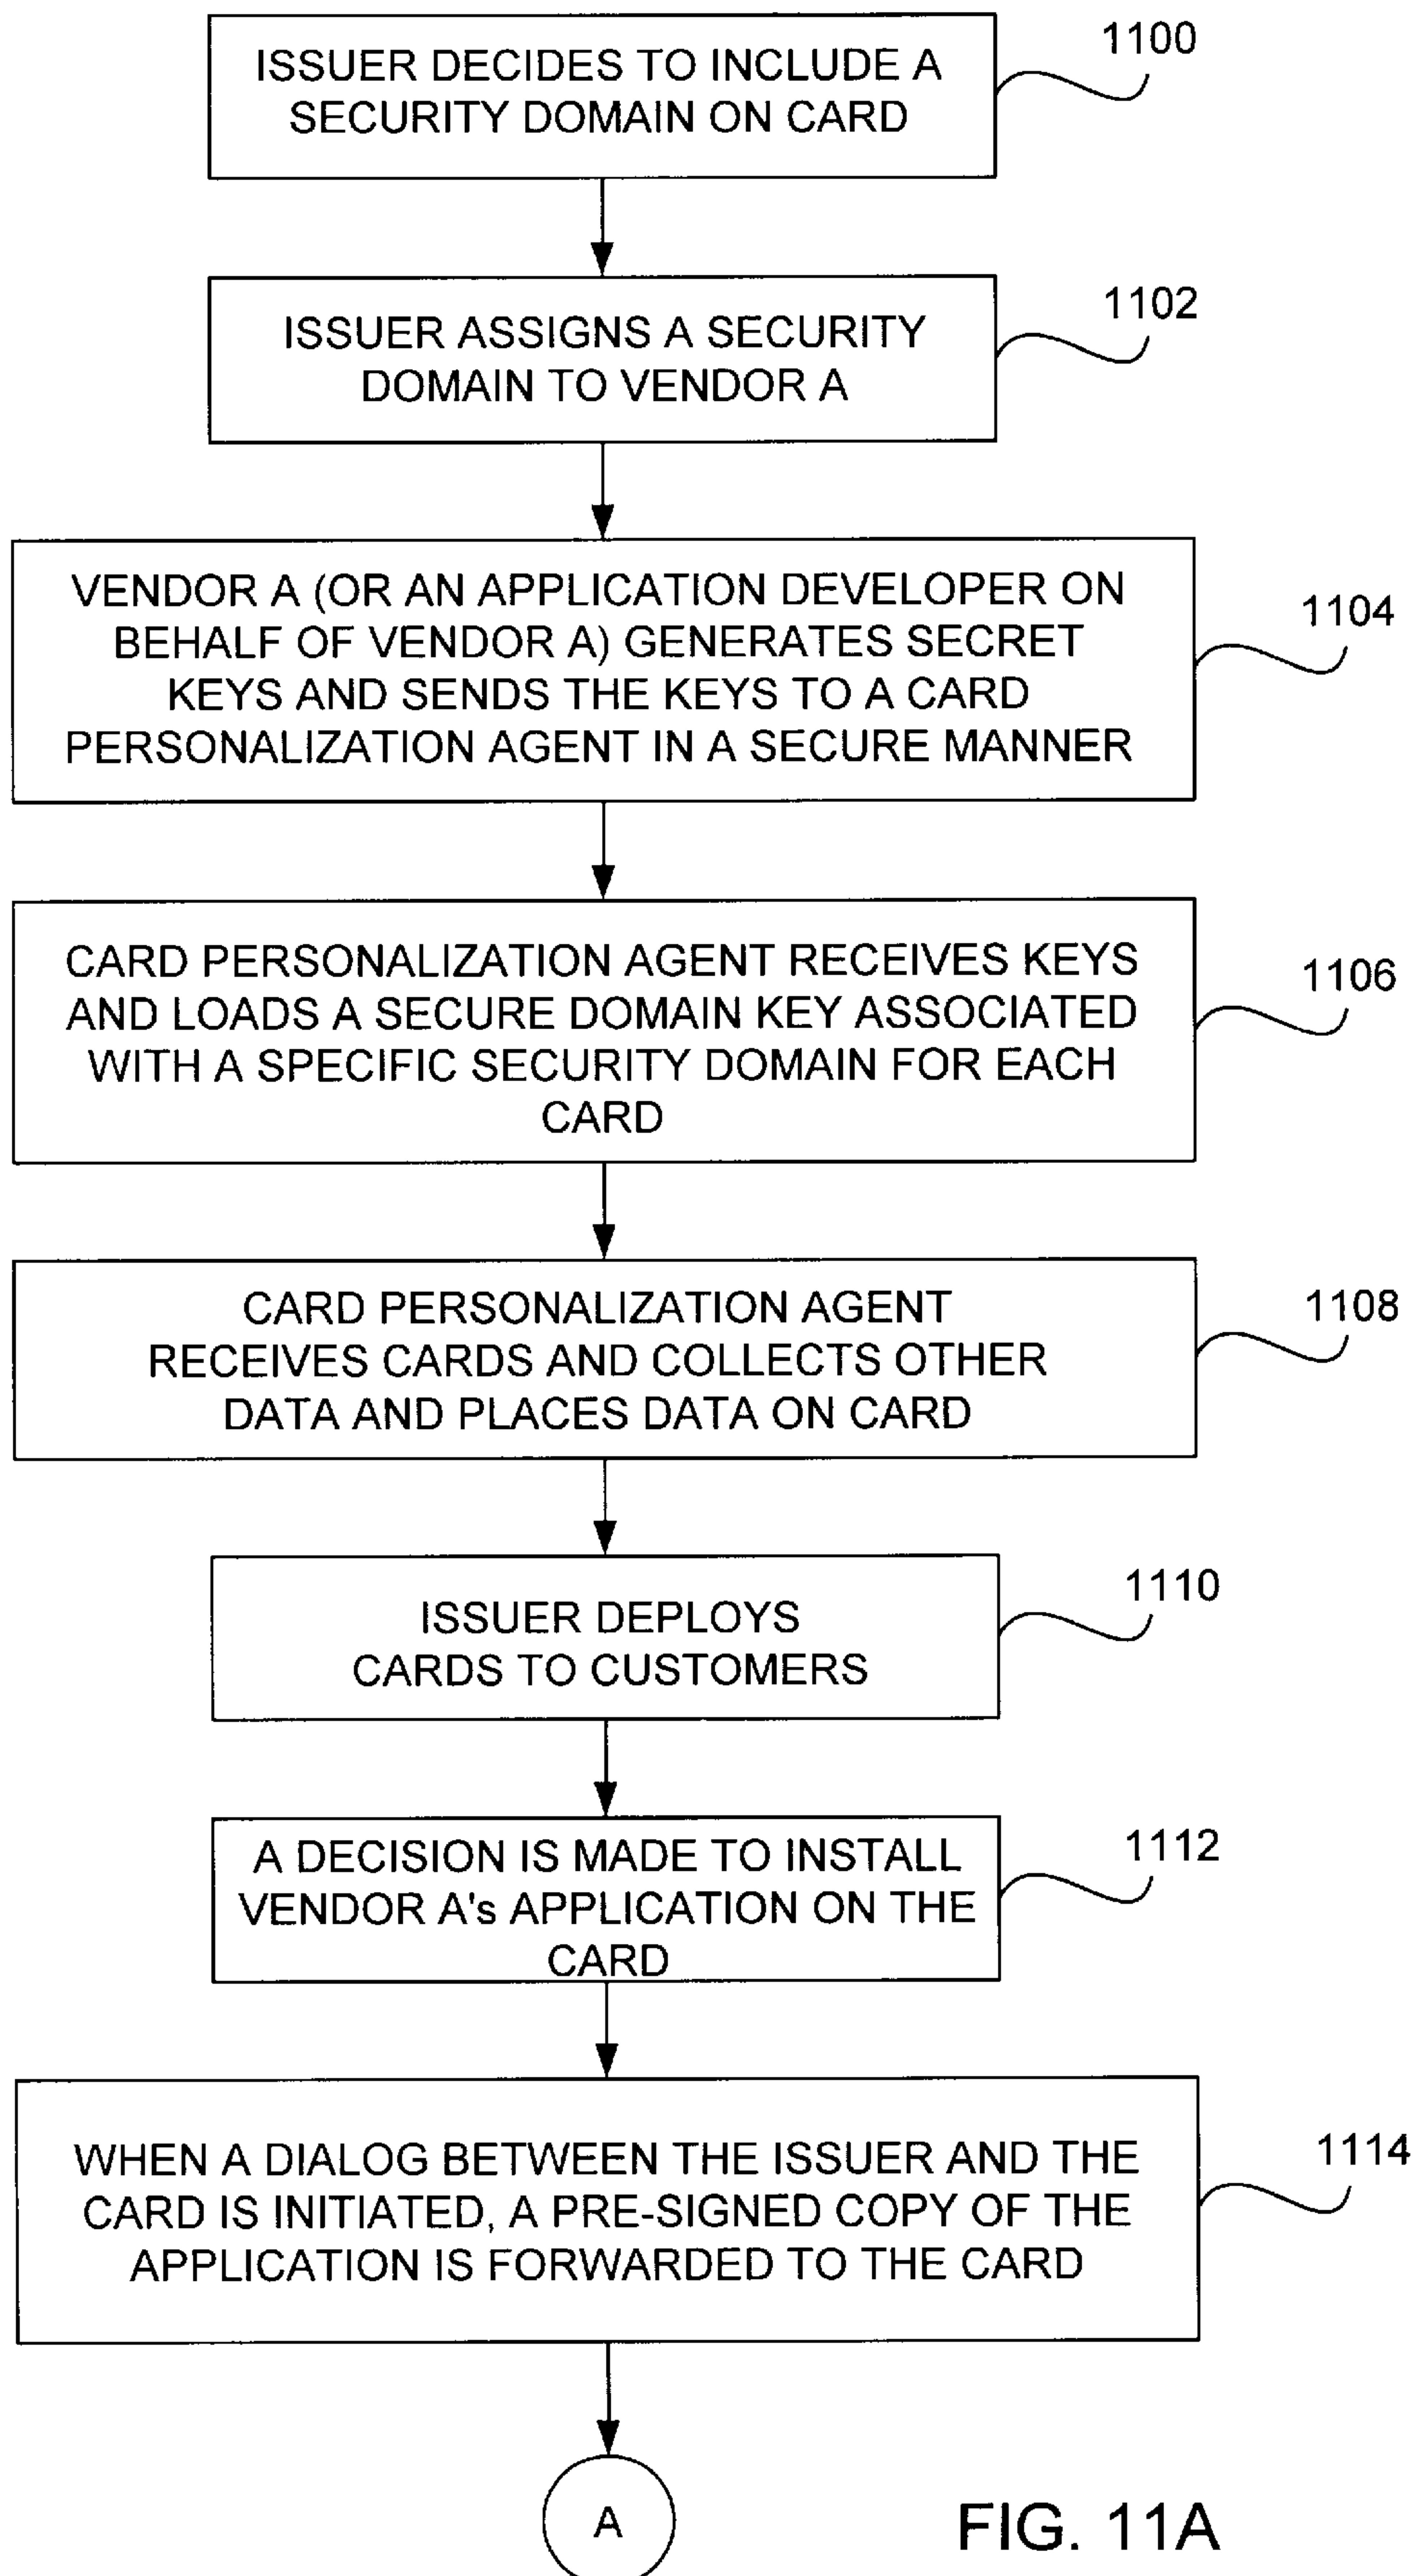 1100
ISSUER DECIDES TO INCLUDE A
SECURITY DOMAIN ON CARD
1102
ISSUER ASSIGNS A SECURITY
DOMAIN TO VENDOR A
1104
VENDOR A (OR AN APPLICATION DEVELOPER ON
BEHALF OF VENDOR A) GENERATES SECRET
KEYS AND SENDS THE KEYS TO A CARD
PERSONALIZATION AGENT IN A SECURE MANNER
1106
CARD PERSONALIZATION AGENT RECEIVES KEYS
AND LOADS A SECURE DOMAIN KEY ASSOCIATED
WITH A SPECIFIC SECURITY DOMAIN FOR EACH
CARD
1108
CARD PERSONALIZATION AGENT
RECEIVES CARDS AND COLLECTS OTHER
DATA AND PLACES DATA ON CARD
1110
ISSUER DEPLOYS
CARDS TO CUSTOMERS
1112
A DECISION IS MADE TO INSTALL
VENDOR A's APPLICATION ON THE
CARD
1114
WHEN A DIALOG BETWEEN THE ISSUER AND THE
CARD IS INITIATED, A PRE-SIGNED COPY OF THE
APPLICATION IS FORWARDED TO THE CARD
A
FIG. 11A